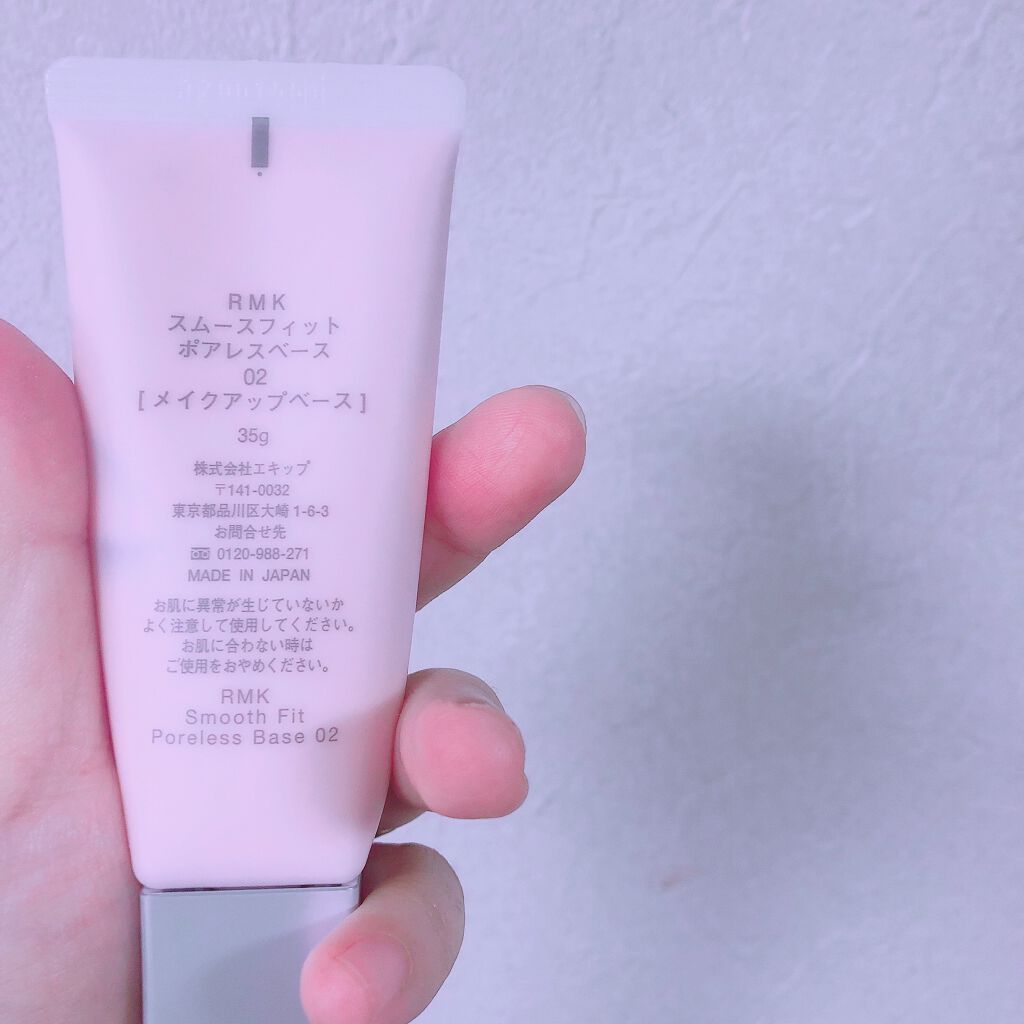 RMK
スムースフィット
ポアレスベース
02
[メイクアップベース]
35g
株式会社エキップ
〒141-0032
東京都品川区大崎1-6-3
お問合せ先
0120-988-271
MADE IN JAPAN
お肌に異常が生じていないか
よく注意して使用してください。
お肌に合わない時は
ご使用をおやめください。
RMK
Smooth Fit
Poreless Base 02